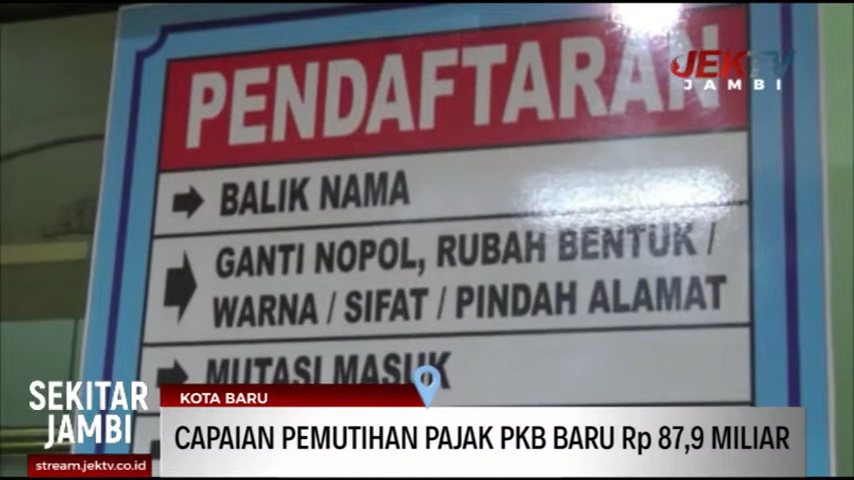 JEKTV
JAMBI
PENDAFTARAN
BALIK NAMA
GANTI NOPOL, RUBAH BENTUK /
WARNA / SIFAT / PINDAH ALAMAT
MUTASI MASUK
SEKITAR
JAMBI
stream.jektv.co.id
KOTA BARU
CAPAIAN PEMUTIHAN PAJAK PKB BARU Rp 87,9 MILIAR